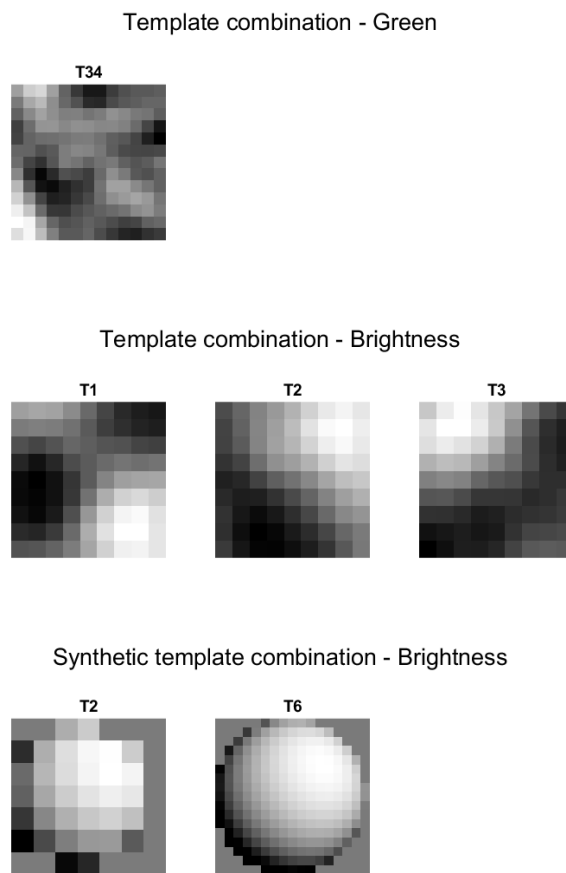 Template combination - Green
T34
Template combination - Brightness
T1 T2 T3
Synthetic template combination - Brightness
T2 T6